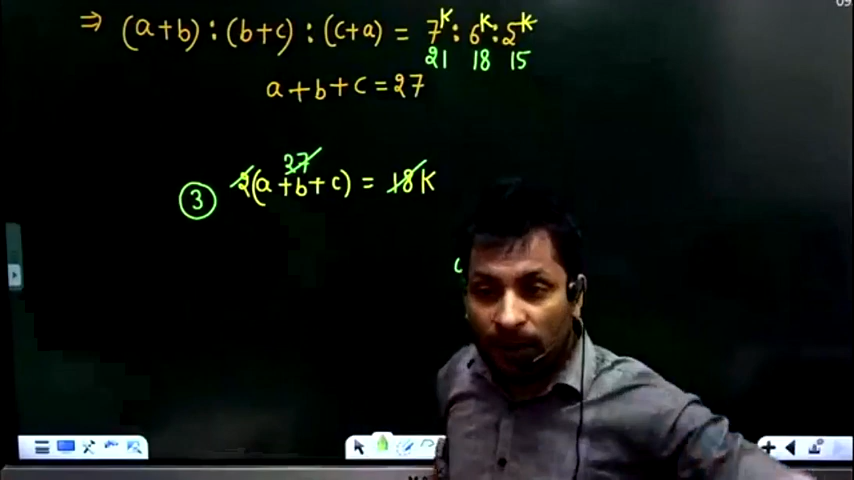 ⇒ (a+b) : (b+c) : (c+a) = 7K : 6K : 5K
21 18 15
a+b+c = 27
27
③ 2(a+b+c) = 18K